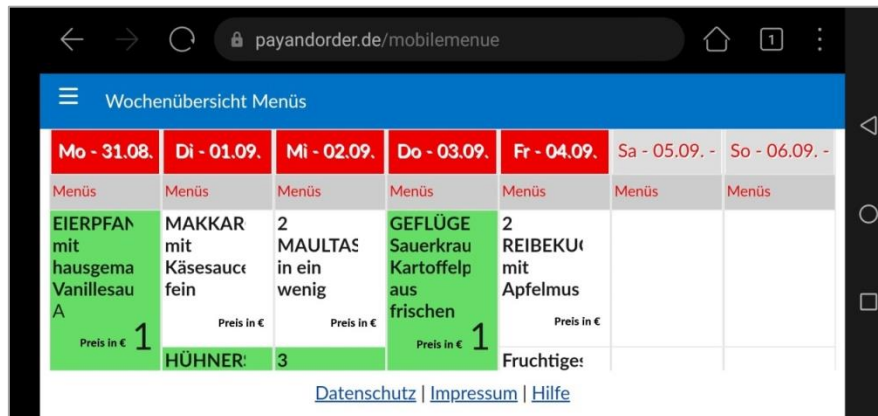 payandorder.de/mobilemenue
1
Wochenübersicht Menüs
Mo - 31.08. Di - 01.09. Mi - 02.09. Do - 03.09. Fr - 04.09. Sa - 05.09. - So - 06.09. -
Menüs Menüs Menüs Menüs Menüs Menüs Menüs
EIERPFAN
mit
hausgema
Vanillesau
A
Preis in € 1
MAKKAR
mit
Käsesauce
fein
Preis in €
HÜHNER
2
MAULTAS
in ein
wenig
Preis in €
3
GEFLÜGE
Sauerkrau
Kartoffelp
aus
frischen
Preis in € 1
2
REIBEKU
mit
Apfelmus
Preis in €
Fruchtiges
Datenschutz | Impressum | Hilfe